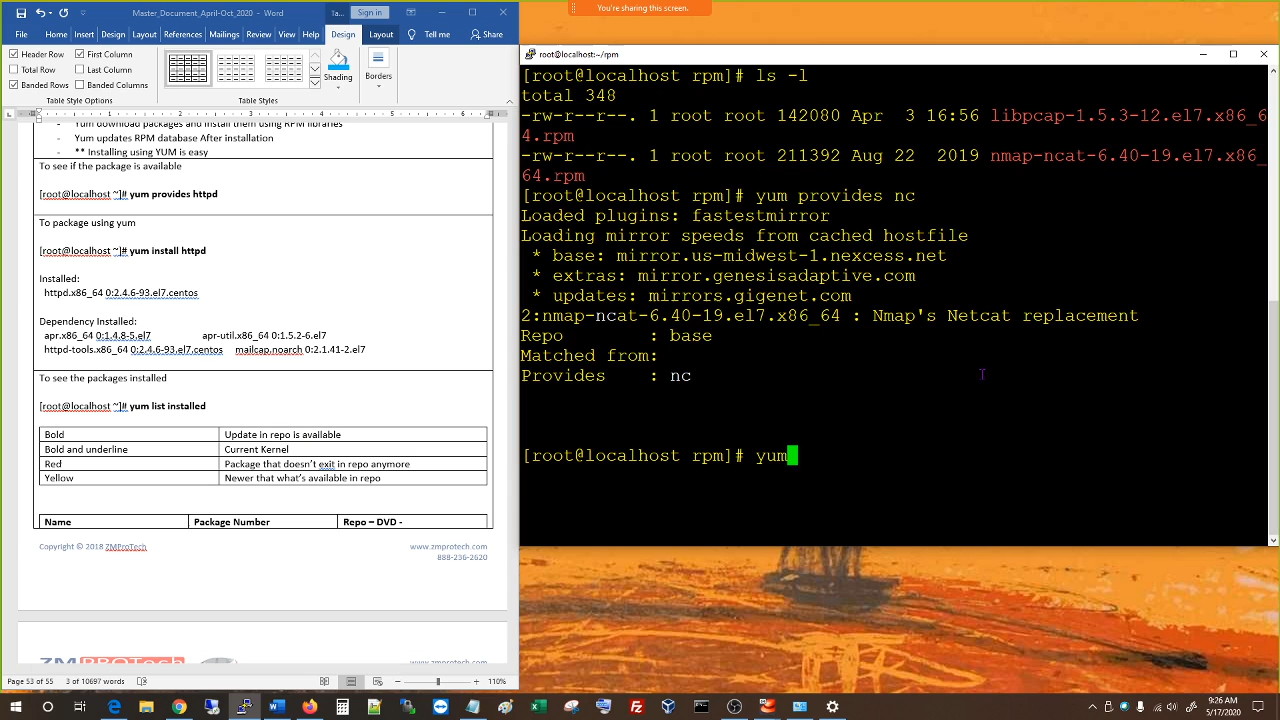 You're sharing this screen.
Master_Document_April-Oct_2020 - Word
Ta...
Sign in
File
Home
Insert
Design
Layout
References
Mailings
Review
View
Help
Design
Layout
Tell me
Share
Header Row
First Column
Total Row
Last Column
Banded Rows
Banded Columns
Shading
Borders
Table Style Options
Table Styles
- Yum download packages and install them using RPM libraries
- Yum updates RPM database After installation
- ** Installing using YUM is easy
To see if the package is available
[root@localhost ~]# yum provides httpd
To package using yum
[root@localhost ~]# yum install httpd
Installed:
httpd.x86_64 0:2.4.6-93.el7.centos
Dependency Installed:
apr.x86_64 0:1.4.8-5.el7 apr-util.x86_64 0:1.5.2-6.el7
httpd-tools.x86_64 0:2.4.6-93.el7.centos mailcap.noarch 0:2.1.41-2.el7
To see the packages installed
[root@localhost ~]# yum list installed
Bold Update in repo is available
Bold and underline Current Kernel
Red Package that doesn't exit in repo anymore
Yellow Newer that what's available in repo
Name Package Number Repo – DVD -
Copyright © 2018 ZMProTech www.zmprotech.com
888-236-2620
Page 53 of 55 3 of 10697 words
110%
root@localhost:~/rpm
[root@localhost rpm]# ls -l
total 348
-rw-r--r--. 1 root root 142080 Apr 3 16:56 libpcap-1.5.3-12.el7.x86_6
4.rpm
-rw-r--r--. 1 root root 211392 Aug 22 2019 nmap-ncat-6.40-19.el7.x86_
64.rpm
[root@localhost rpm]# yum provides nc
Loaded plugins: fastestmirror
Loading mirror speeds from cached hostfile
* base: mirror.us-midwest-1.nexcess.net
* extras: mirror.genesisadaptive.com
* updates: mirrors.gigenet.com
2:nmap-ncat-6.40-19.el7.x86_64 : Nmap's Netcat replacement
Repo : base
Matched from:
Provides : nc
[root@localhost rpm]# yum
9:26 AM
5/17/2020